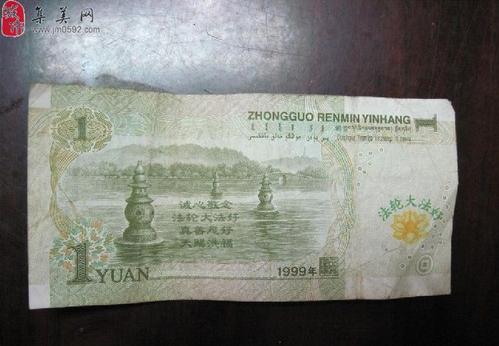 集美网
www.jm0592.com
1
ZHONGGUO RENMIN YINHANG
1
诚心敬念
法轮大法好
真善忍好
天赐洪福
法轮大法好
1YUAN
1999年